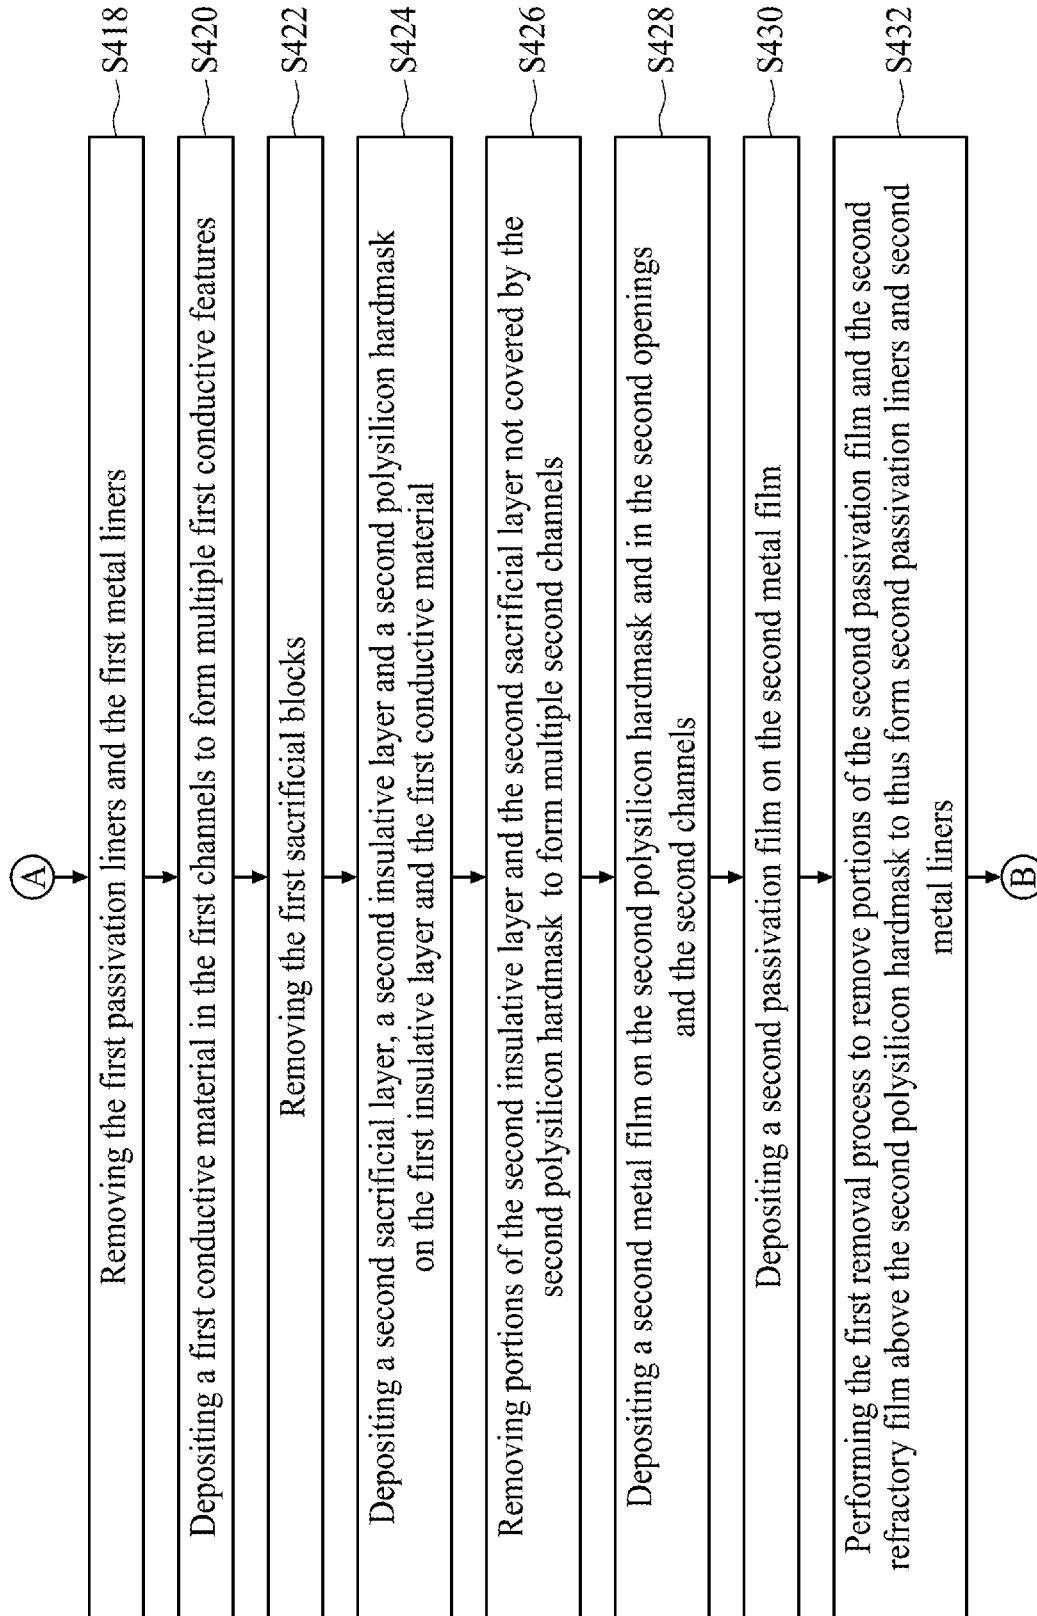 A
Removing the first passivation liners and the first metal liners
S418
Depositing a first conductive material in the first channels to form multiple first conductive features
S420
Removing the first sacrificial blocks
S422
Depositing a second sacrificial layer, a second insulative layer and a second polysilicon hardmask
on the first insulative layer and the first conductive material
S424
Removing portions of the second insulative layer and the second sacrificial layer not covered by the
second polysilicon hardmask to form multiple second channels
S426
Depositing a second metal film on the second polysilicon hardmask and in the second openings
and the second channels
S428
Depositing a second passivation film on the second metal film
S430
Performing the first removal process to remove portions of the second passivation film and the second
refractory film above the second polysilicon hardmask to thus form second passivation liners and second
metal liners
S432
B